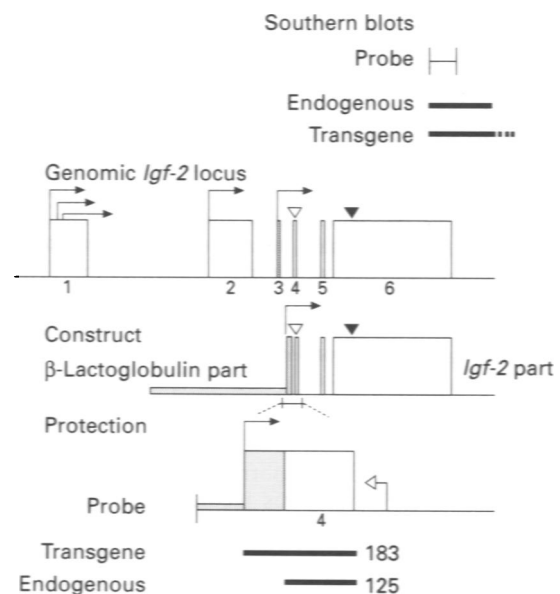 Southern blots
Probe
Endogenous
Transgene
Genomic Igf-2 locus
1 2 3 4 5 6
Construct
β-Lactoglobulin part
Igf-2 part
Protection
Probe
4
Transgene 183
Endogenous 125